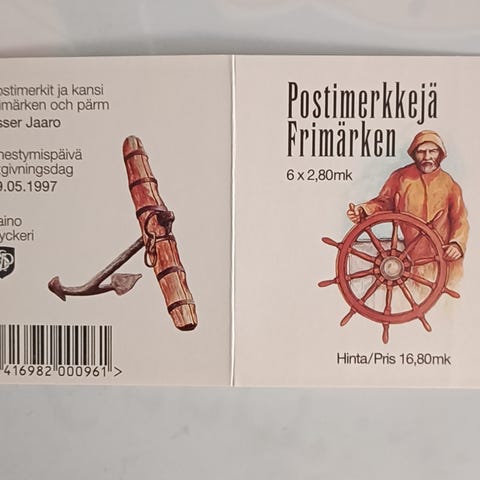 ostimerkit ja kansi
rimärken och pärm
sser Jaaro
nestymispäivä
tgivningsdag
9.05.1997
aino
yckeri
416982 000961 >
Postimerkkejä
Frimärken
6 x 2,80mk
Hinta/Pris 16,80mk